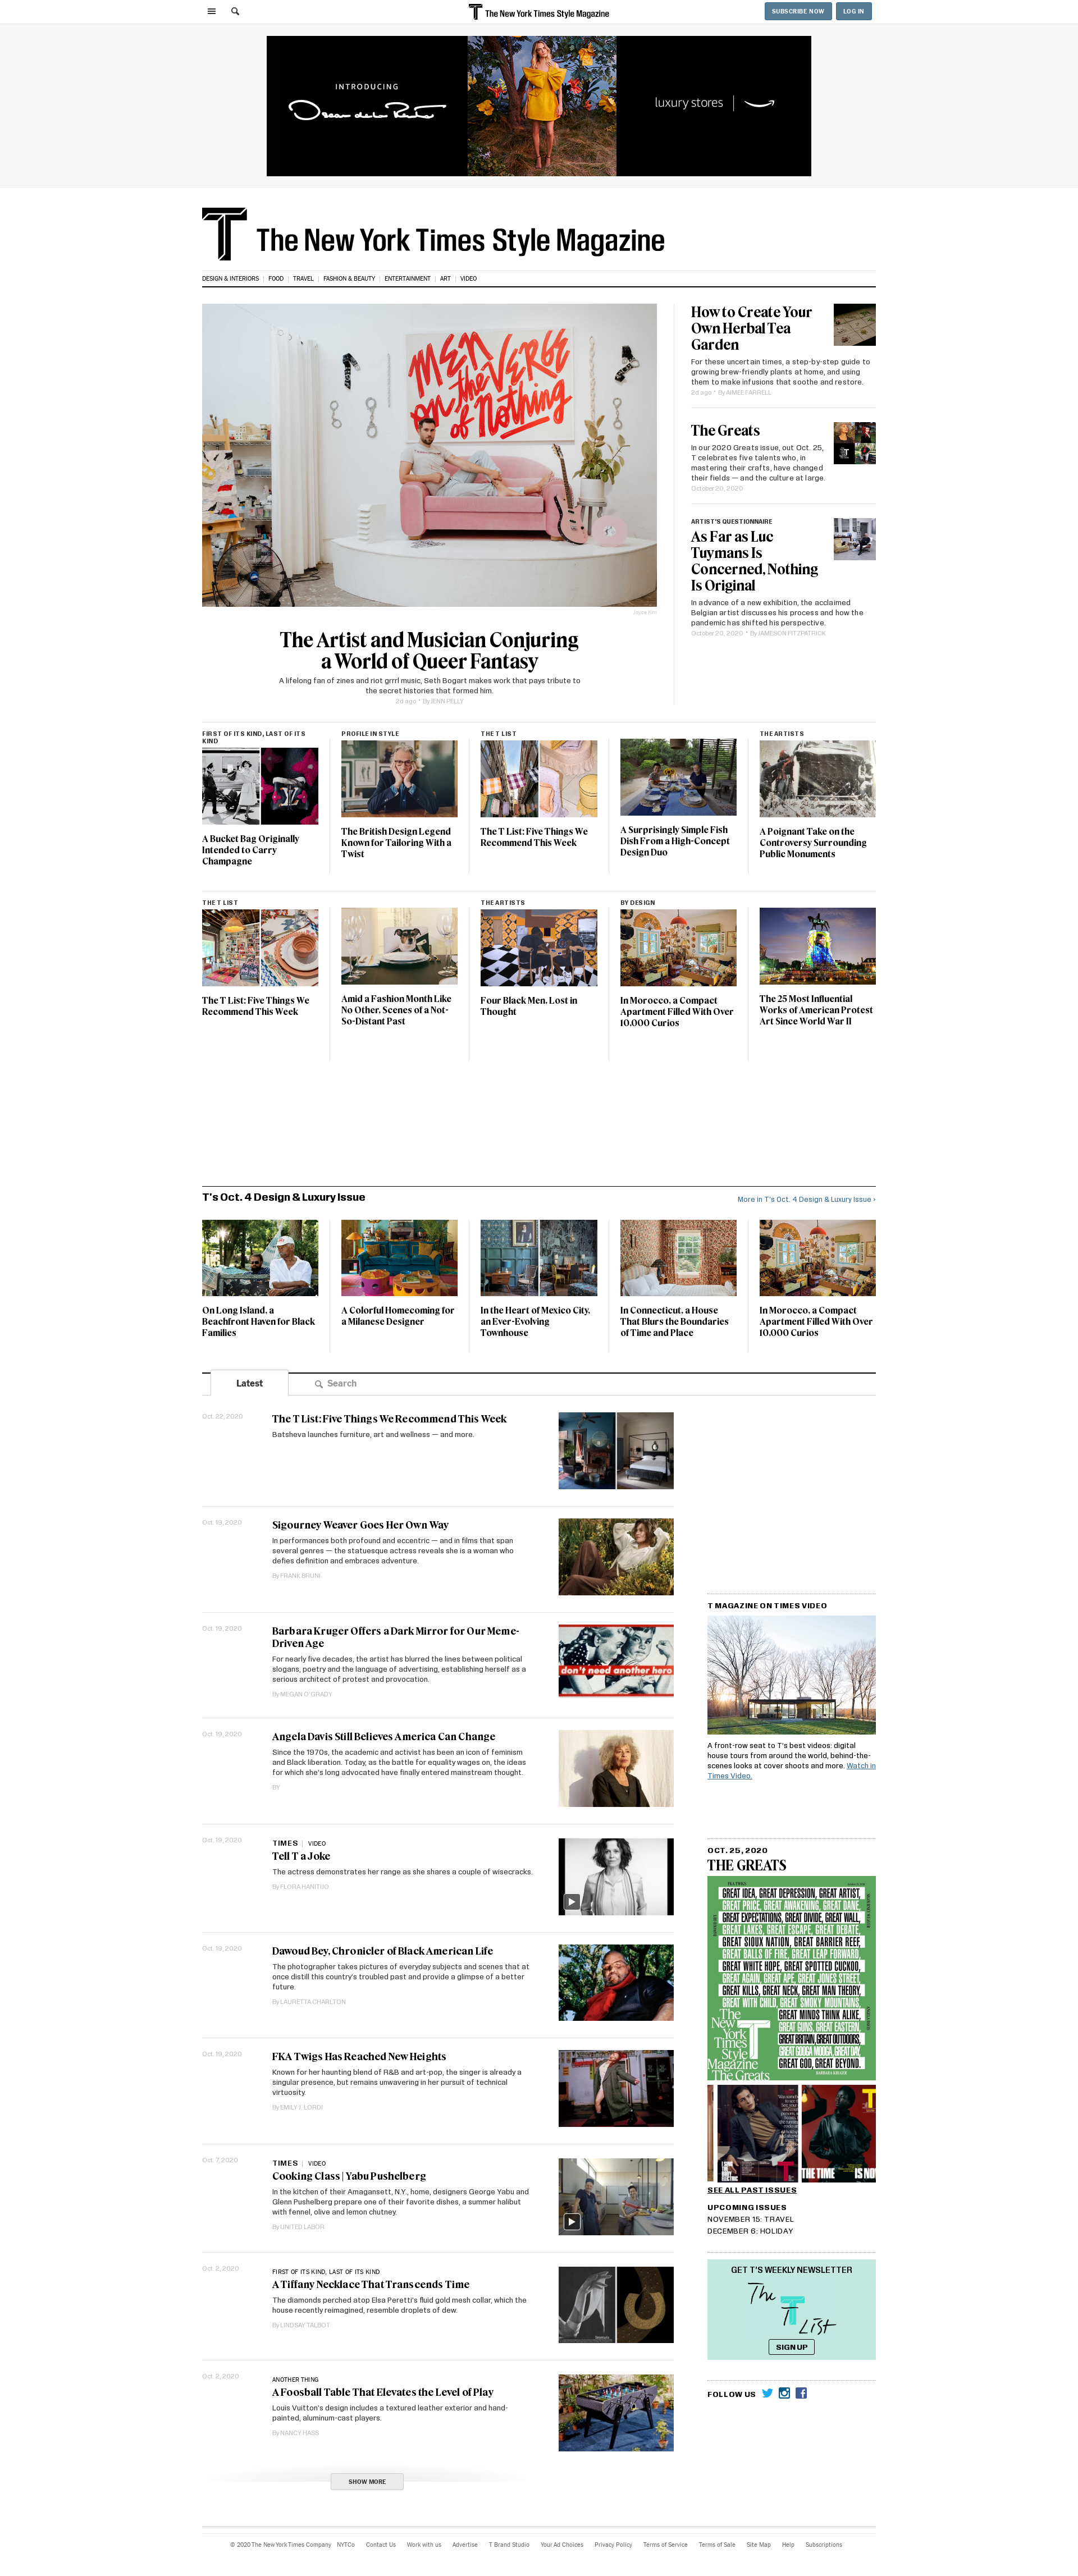 The New York Times Style Magazine
SUBSCRIBE NOW
LOG IN
INTRODUCING
Oscar de la Renta
luxury stores
The New York Times Style Magazine
DESIGN & INTERIORS | FOOD | TRAVEL | FASHION & BEAUTY | ENTERTAINMENT | ART | VIDEO
MEN on the VERGE of Nothing
The Artist and Musician Conjuring
a World of Queer Fantasy
A lifelong fan of zines and riot grrrl music, Seth Bogart makes work that pays tribute to
the secret histories that formed him.
2d ago • By JENN PELLY
How to Create Your
Own Herbal Tea
Garden
For these uncertain times, a step-by-step guide to
growing brew-friendly plants at home, and using
them to make infusions that soothe and restore.
2d ago • By AIMEE FARRELL
The Greats
In our 2020 Greats issue, out Oct. 25,
T celebrates five talents who, in
mastering their crafts, have changed
their fields — and the culture at large.
October 20, 2020
ARTIST'S QUESTIONNAIRE
As Far as Luc
Tuymans Is
Concerned, Nothing
Is Original
In advance of a new exhibition, the acclaimed
Belgian artist discusses his process and how the
pandemic has shifted his perspective.
October 20, 2020 • By JAMESON FITZPATRICK
FIRST OF ITS KIND, LAST OF ITS
KIND
A Bucket Bag Originally
Intended to Carry
Champagne
PROFILE IN STYLE
The British Design Legend
Known for Tailoring With a
Twist
THE T LIST
The T List: Five Things We
Recommend This Week
A Surprisingly Simple Fish
Dish From a High-Concept
Design Duo
THE ARTISTS
A Poignant Take on the
Controversy Surrounding
Public Monuments
THE T LIST
The T List: Five Things We
Recommend This Week
Amid a Fashion Month Like
No Other, Scenes of a Not-
So-Distant Past
THE ARTISTS
Four Black Men, Lost in
Thought
BY DESIGN
In Morocco, a Compact
Apartment Filled With Over
10,000 Curios
The 25 Most Influential
Works of American Protest
Art Since World War II
T's Oct. 4 Design & Luxury Issue
More in T's Oct. 4 Design & Luxury Issue ›
On Long Island, a
Beachfront Haven for Black
Families
A Colorful Homecoming for
a Milanese Designer
In the Heart of Mexico City,
an Ever-Evolving
Townhouse
In Connecticut, a House
That Blurs the Boundaries
of Time and Place
In Morocco, a Compact
Apartment Filled With Over
10,000 Curios
Latest
Search
Oct. 22, 2020
The T List: Five Things We Recommend This Week
Batsheva launches furniture, art and wellness — and more.
Oct. 19, 2020
Sigourney Weaver Goes Her Own Way
In performances both profound and eccentric — and in films that span
several genres — the statuesque actress reveals she is a woman who
defies definition and embraces adventure.
By FRANK BRUNI
Oct. 19, 2020
Barbara Kruger Offers a Dark Mirror for Our Meme-
Driven Age
For nearly five decades, the artist has blurred the lines between political
slogans, poetry and the language of advertising, establishing herself as a
serious architect of protest and provocation.
By MEGAN O'GRADY
don't need another hero
Oct. 19, 2020
Angela Davis Still Believes America Can Change
Since the 1970s, the academic and activist has been an icon of feminism
and Black liberation. Today, as the battle for equality wages on, the ideas
for which she's long advocated have finally entered mainstream thought.
BY
Oct. 19, 2020
TIMES | VIDEO
Tell T a Joke
The actress demonstrates her range as she shares a couple of wisecracks.
By FLORA HANITIJO
Oct. 19, 2020
Dawoud Bey, Chronicler of Black American Life
The photographer takes pictures of everyday subjects and scenes that at
once distill this country's troubled past and provide a glimpse of a better
future.
By LAURETTA CHARLTON
Oct. 19, 2020
FKA Twigs Has Reached New Heights
Known for her haunting blend of R&B and art-pop, the singer is already a
singular presence, but remains unwavering in her pursuit of technical
virtuosity.
By EMILY J. LORDI
Oct. 7, 2020
TIMES | VIDEO
Cooking Class | Yabu Pushelberg
In the kitchen of their Amagansett, N.Y., home, designers George Yabu and
Glenn Pushelberg prepare one of their favorite dishes, a summer halibut
with fennel, olive and lemon chutney.
By UNITED LABOR
Oct. 2, 2020
FIRST OF ITS KIND, LAST OF ITS KIND
A Tiffany Necklace That Transcends Time
The diamonds perched atop Elsa Peretti's fluid gold mesh collar, which the
house recently reimagined, resemble droplets of dew.
By LINDSAY TALBOT
Oct. 2, 2020
ANOTHER THING
A Foosball Table That Elevates the Level of Play
Louis Vuitton's design includes a textured leather exterior and hand-
painted, aluminum-cast players.
By NANCY HASS
SHOW MORE
T MAGAZINE ON TIMES VIDEO
A front-row seat to T's best videos: digital
house tours from around the world, behind-the-
scenes looks at cover shoots and more. Watch in
Times Video.
OCT. 25, 2020
THE GREATS
GREAT IDEA, GREAT DEPRESSION, GREAT ARTIST,
GREAT PRICE, GREAT AWAKENING, GREAT DANE,
GREAT EXPECTATIONS, GREAT DIVIDE, GREAT WALL,
GREAT LAKES, GREAT ESCAPE, GREAT DEBATE,
GREAT SIOUX NATION, GREAT BARRIER REEF,
GREAT BALLS OF FIRE, GREAT LEAP FORWARD,
GREAT WHITE HOPE, GREAT SPOTTED CUCKOO,
GREAT AGAIN, GREAT APE, GREAT JONES STREET,
GREAT KILLS, GREAT NECK, GREAT MAN THEORY,
GREAT WITH CHILD, GREAT SMOKY MOUNTAINS,
GREAT MINDS THINK ALIKE,
GREAT GUNS, GREAT EASTERN,
GREAT BRITAIN, GREAT OUTDOORS,
GREAT GOOGA MOOGA, GREAT DAY,
GREAT GOD, GREAT BEYOND.
The New York Times Style Magazine The Greats
BARBARA KRUGER
THE TIME IS NOW
SEE ALL PAST ISSUES
UPCOMING ISSUES
NOVEMBER 15: TRAVEL
DECEMBER 6: HOLIDAY
GET T'S WEEKLY NEWSLETTER
The T List
SIGN UP
FOLLOW US
© 2020 The New York Times Company NYTCo Contact Us Work with us Advertise T Brand Studio Your Ad Choices Privacy Policy Terms of Service Terms of Sale Site Map Help Subscriptions